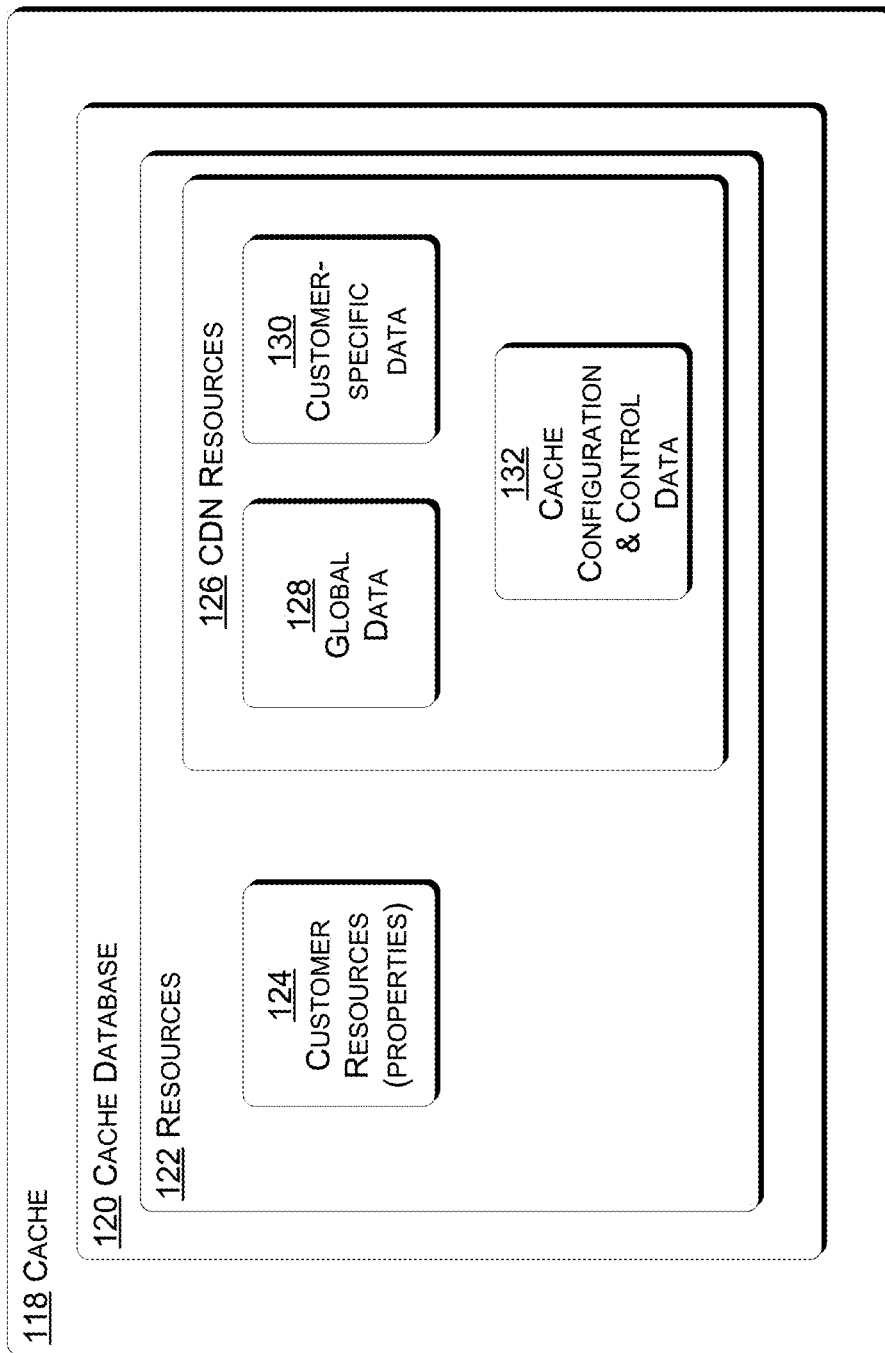 118 CACHE
120 CACHE DATABASE
122 RESOURCES
124
CUSTOMER
RESOURCES
(PROPERTIES)
126 CDN RESOURCES
128
GLOBAL
DATA
130
CUSTOMER-
SPECIFIC
DATA
132
CACHE
CONFIGURATION
& CONTROL
DATA